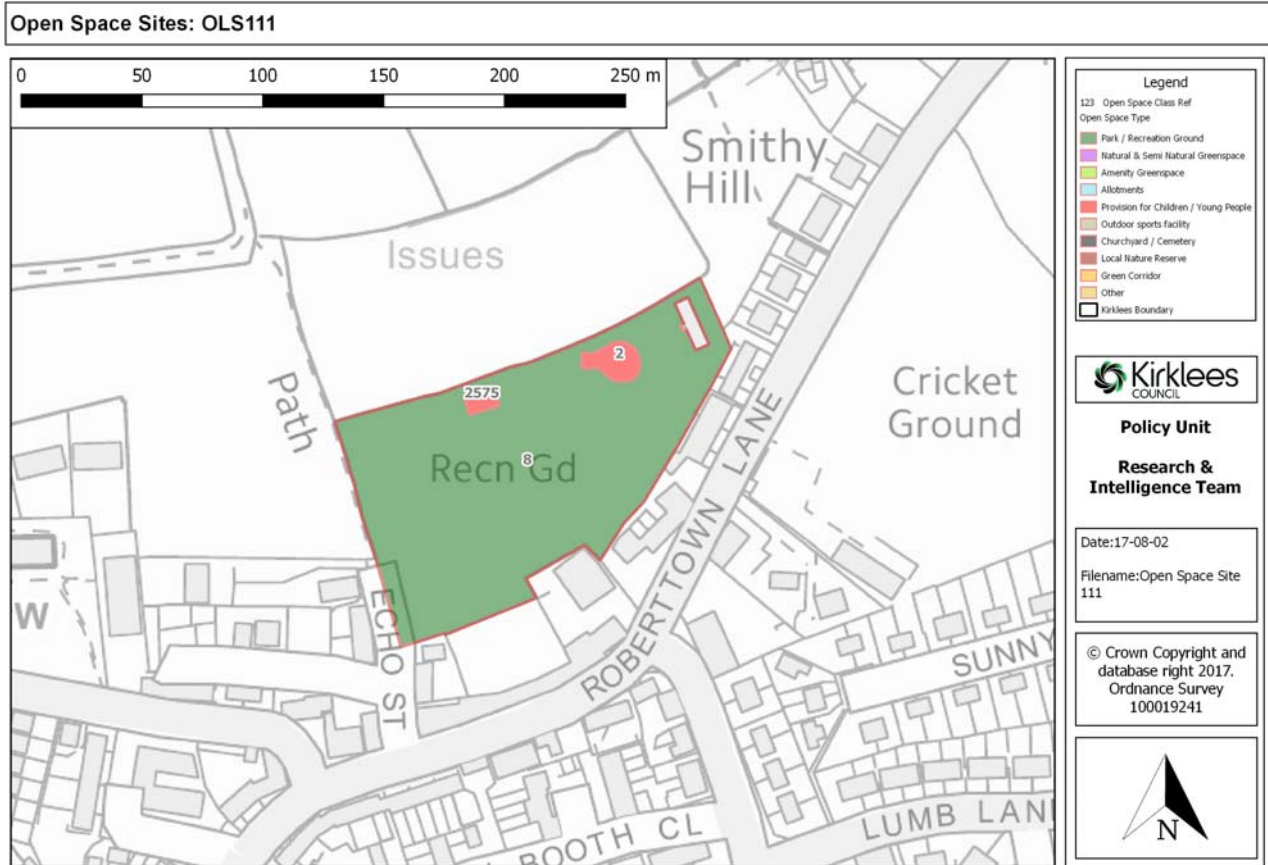 Open Space Sites: OLS111
0 50 100 150 200 250 m
Smithy
Hill
Issues
Path
2
2575
8
Recn Gd
Cricket
Ground
ROBERTTOWN LANE
W
ECHO ST
SUNNY
BOOTH CL
LUMB LANE
Legend
123 Open Space Class Ref
Open Space Type
Park / Recreation Ground
Natural & Semi Natural Greenspace
Amenity Greenspace
Allotments
Provision for Children / Young People
Outdoor sports facility
Churchyard / Cemetery
Local Nature Reserve
Green Corridor
Other
Kirklees Boundary
Kirklees
COUNCIL
Policy Unit
Research &
Intelligence Team
Date:17-08-02
Filename:Open Space Site
111
© Crown Copyright and
database right 2017.
Ordnance Survey
100019241
N